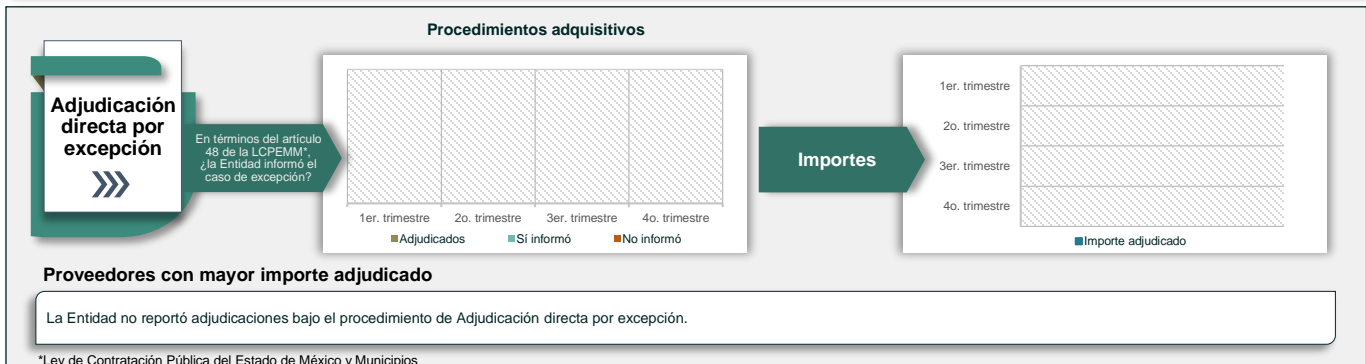 Procedimientos adquisitivos
Adjudicación
directa por
excepción
En términos del artículo
48 de la LCPEMM*,
¿la Entidad informó el
caso de excepción?
1er. trimestre 2o. trimestre 3er. trimestre 4o. trimestre
Adjudicados Sí informó No informó
Importes
1er. trimestre
2o. trimestre
3er. trimestre
4o. trimestre
Importe adjudicado
Proveedores con mayor importe adjudicado
La Entidad no reportó adjudicaciones bajo el procedimiento de Adjudicación directa por excepción.
*Ley de Contratación Pública del Estado de México y Municipios